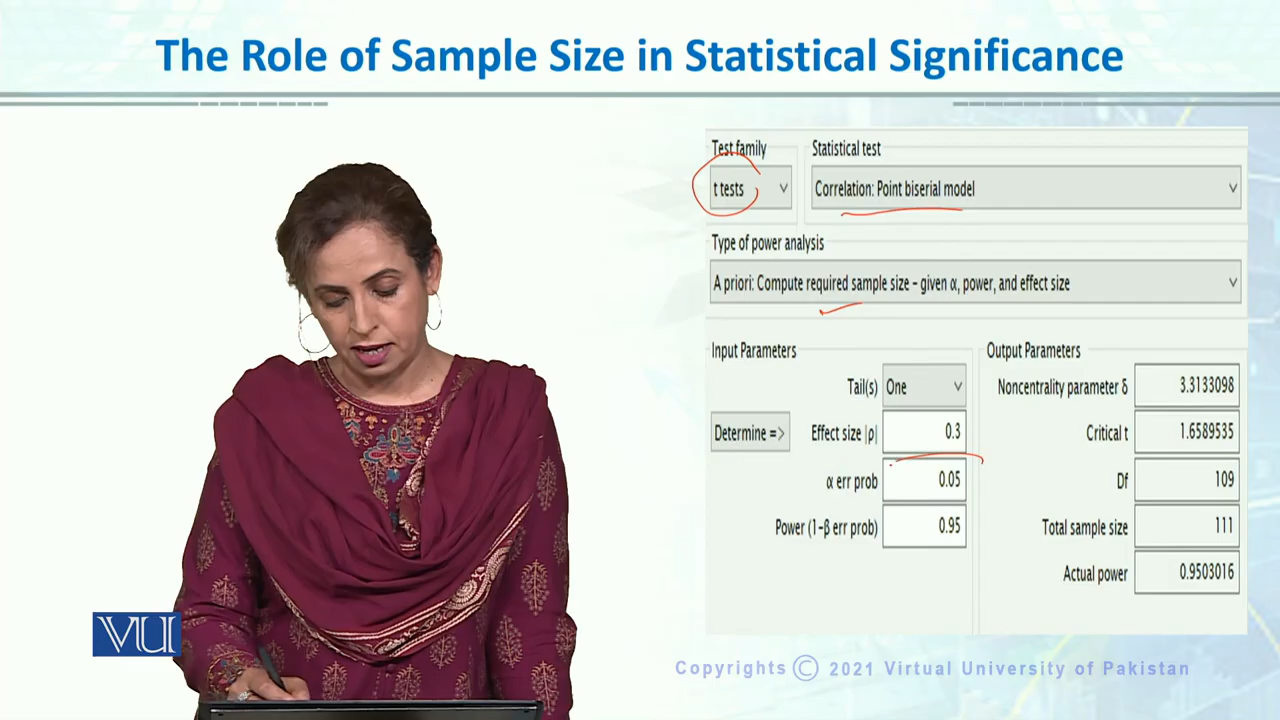 The Role of Sample Size in Statistical Significance
Test family
Statistical test
t tests
Correlation: Point biserial model
Type of power analysis
A priori: Compute required sample size – given α, power, and effect size
Input Parameters
Output Parameters
Tail(s) One
Noncentrality parameter δ 3.3133098
Determine => Effect size |ρ| 0.3
Critical t 1.6589535
α err prob 0.05
Df 109
Power (1–β err prob) 0.95
Total sample size 111
Actual power 0.9503016
VU
Copyrights © 2021 Virtual University of Pakistan